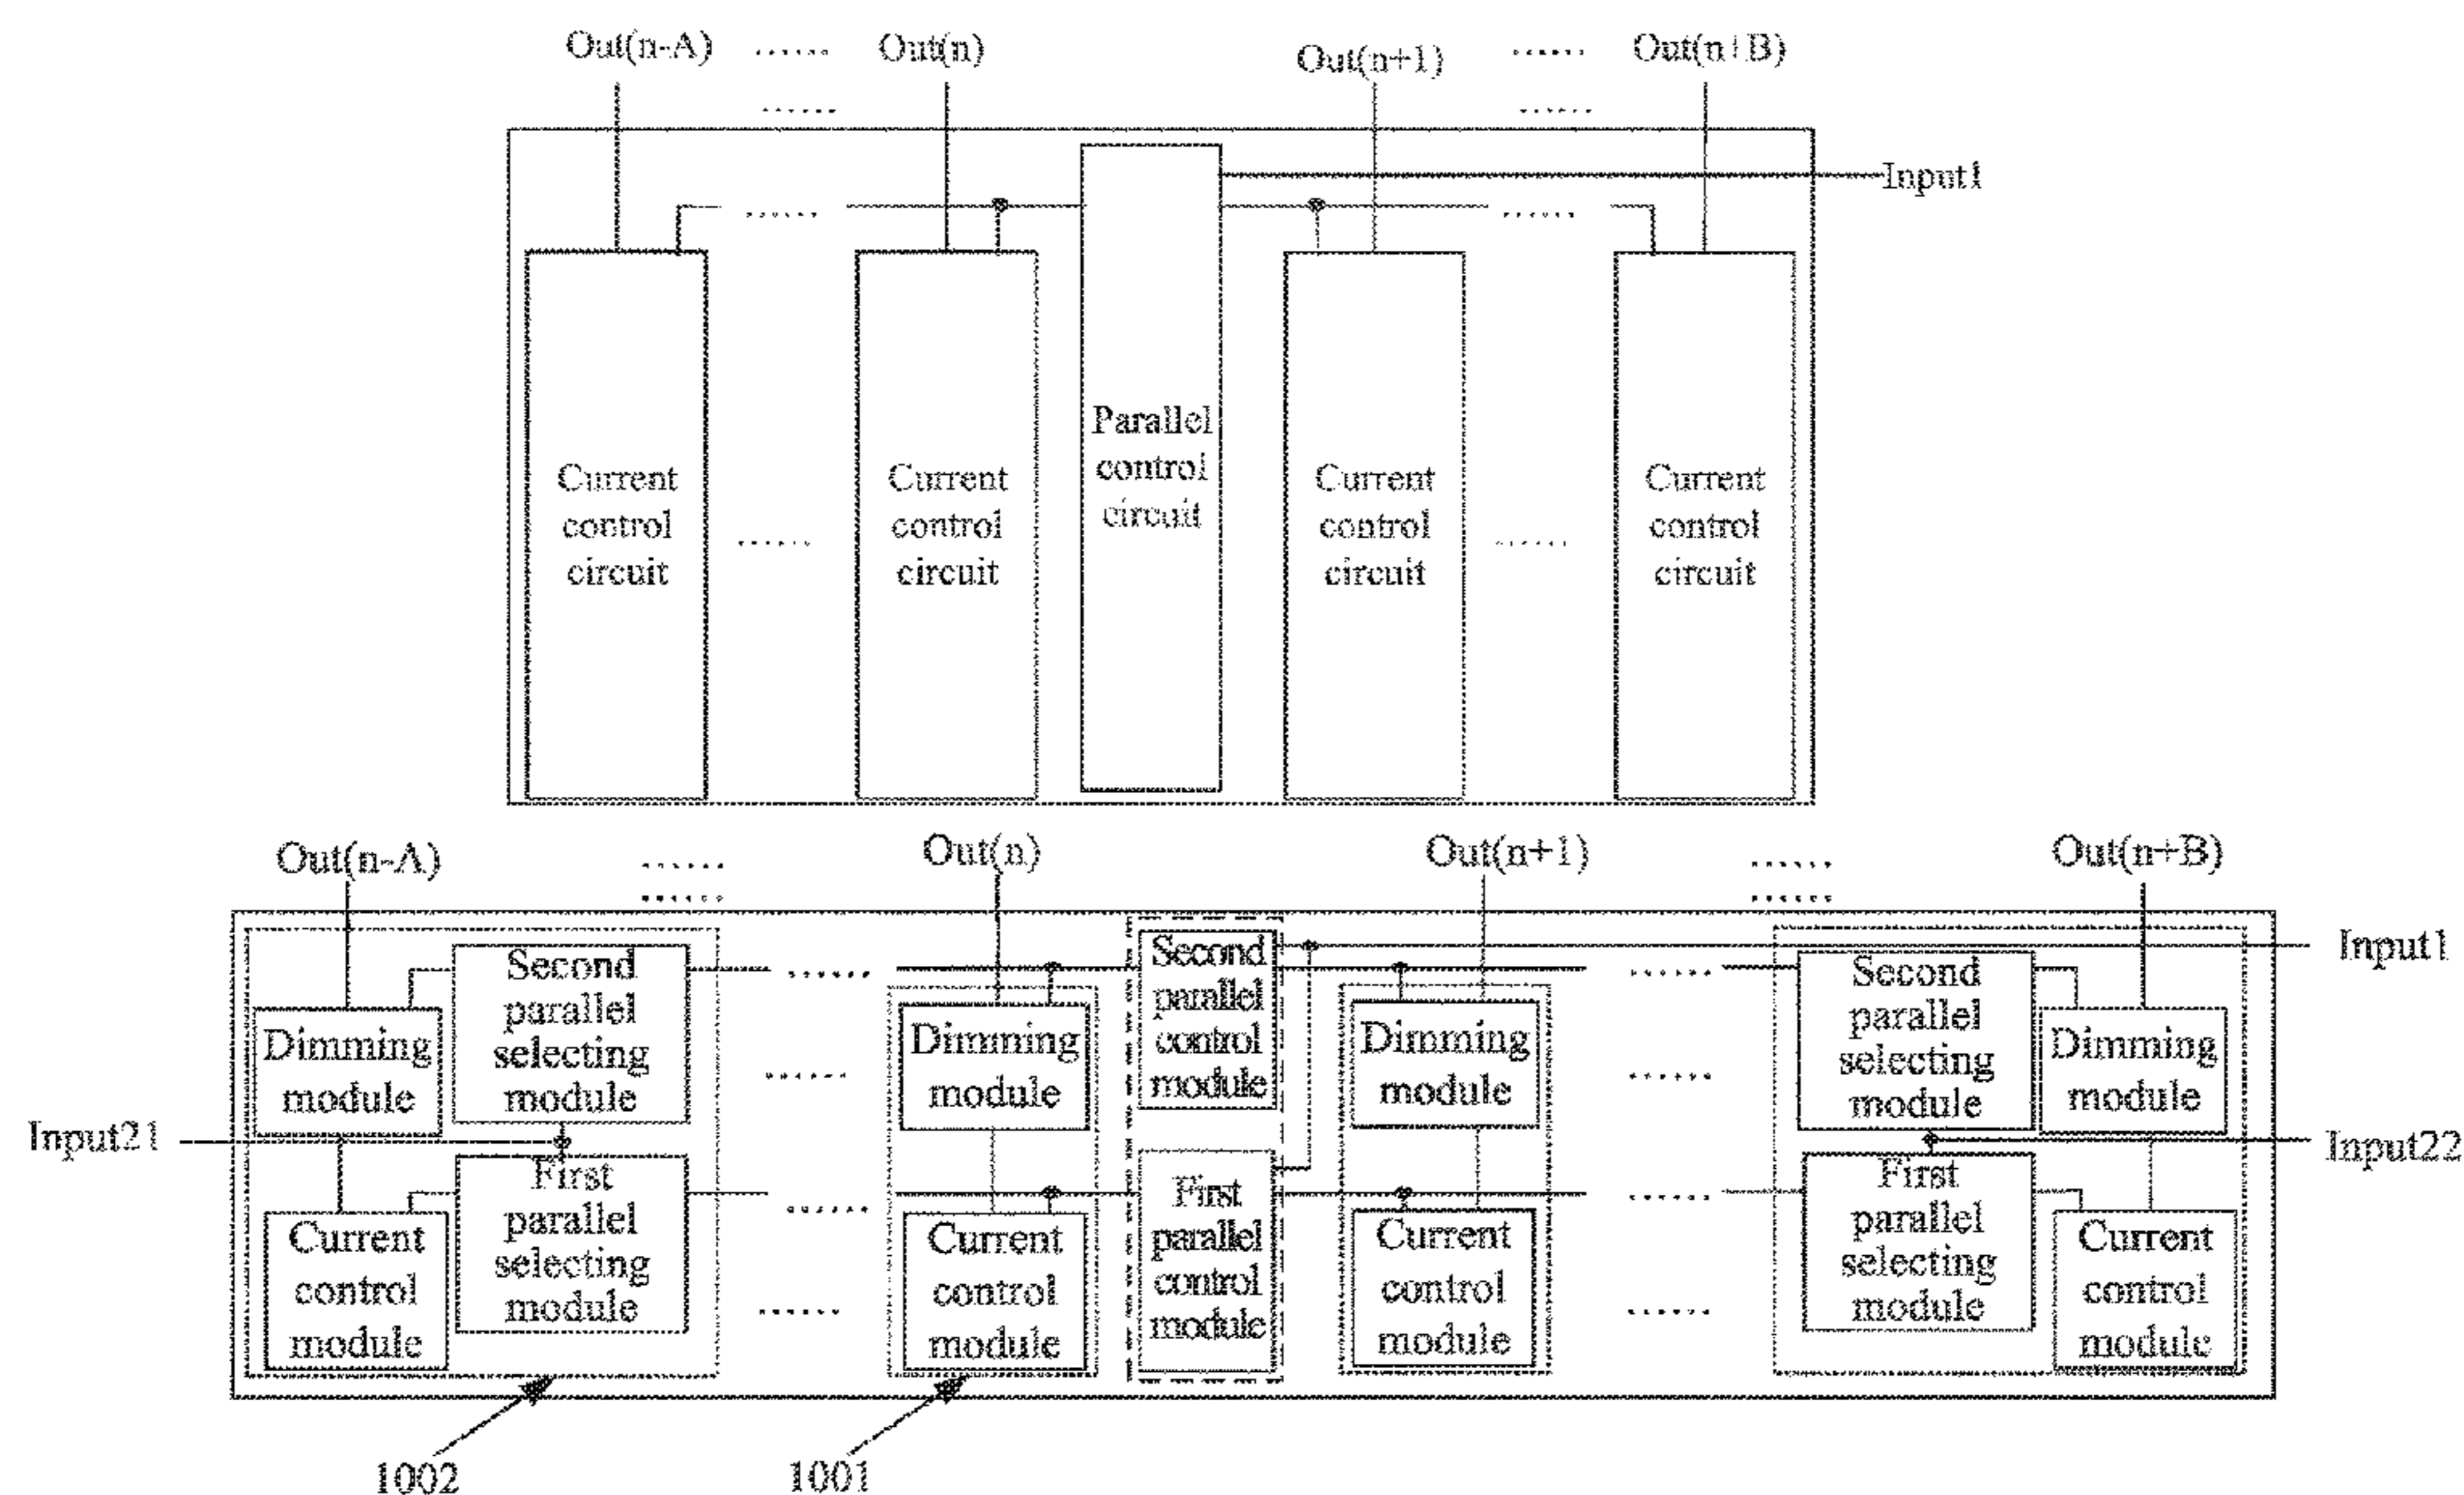 Out(n-A) ...... Out(n) Out(n+1) ...... Out(n+B)
...... ......
Input1
...... ......
Current
control
circuit
......
Current
control
circuit
Parallel
control
circuit
Current
control
circuit
......
Current
control
circuit
Out(n-A) ...... Out(n) Out(n+1) ...... Out(n+B)
...... ......
Input1
Dimming
module
Second
parallel
selecting
module
......
......
Dimming
module
Second
parallel
control
module
Dimming
module
......
......
Second
parallel
selecting
module
Dimming
module
Input21
Input22
Current
control
module
First
parallel
selecting
module
......
......
Current
control
module
First
parallel
control
module
Current
control
module
......
......
First
parallel
selecting
module
Current
control
module
1002
1001